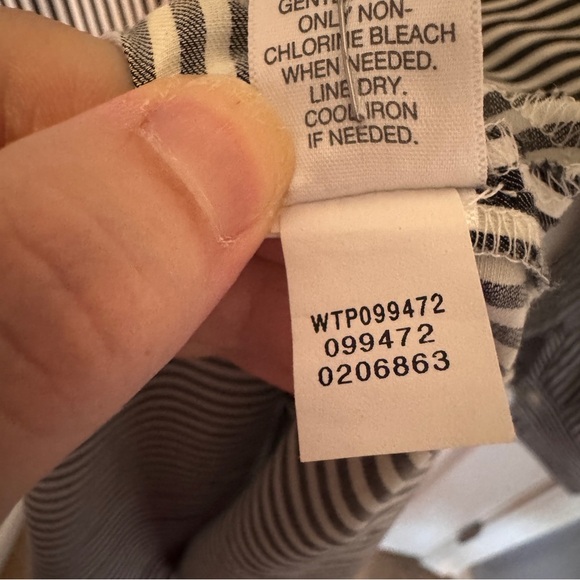 ONLY NON-
CHLORINE BLEACH
WHEN NEEDED.
LINE DRY.
COOL IRON
IF NEEDED.
WTP099472
099472
0206863